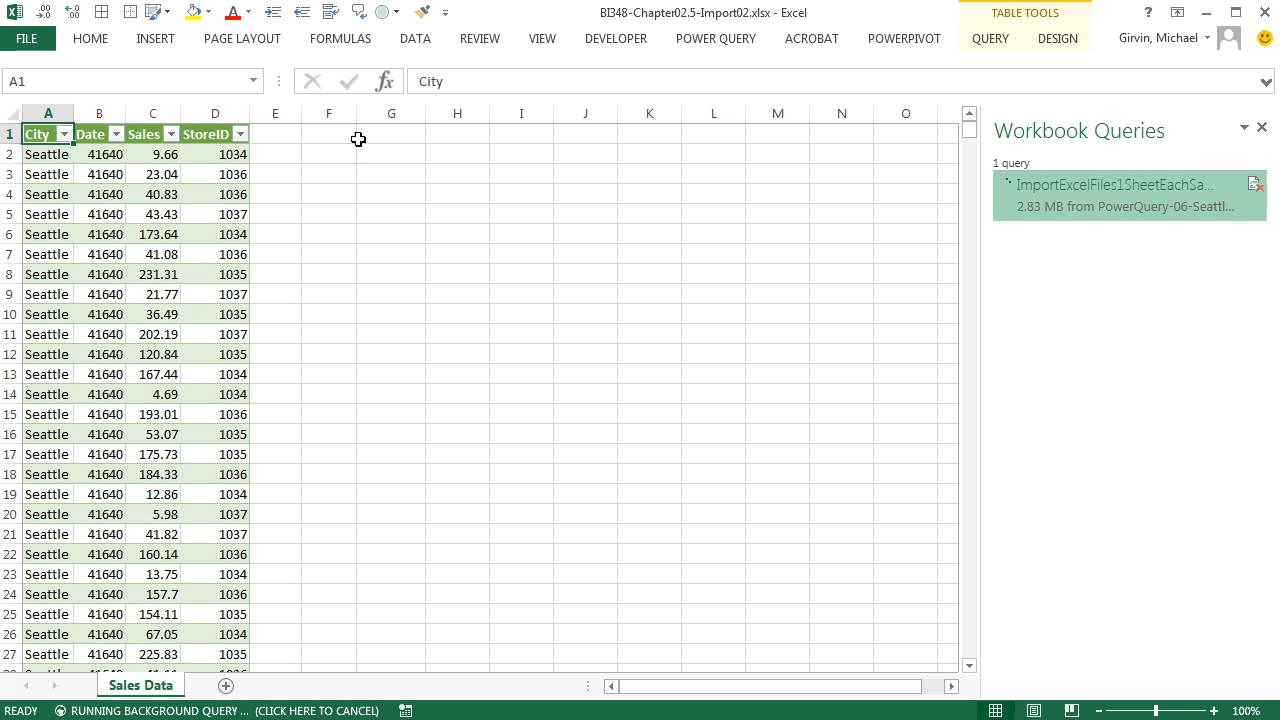 BI348-Chapter02.5-Import02.xlsx - Excel
TABLE TOOLS
FILE HOME INSERT PAGE LAYOUT FORMULAS DATA REVIEW VIEW DEVELOPER POWER QUERY ACROBAT POWERPIVOT QUERY DESIGN Girvin, Michael
A1 fx City
A B C D E F G H I J K L M N O
1 City Date Sales StoreID
2 Seattle 41640 9.66 1034
3 Seattle 41640 23.04 1036
4 Seattle 41640 40.83 1036
5 Seattle 41640 43.43 1037
6 Seattle 41640 173.64 1034
7 Seattle 41640 41.08 1036
8 Seattle 41640 231.31 1035
9 Seattle 41640 21.77 1037
10 Seattle 41640 36.49 1035
11 Seattle 41640 202.19 1037
12 Seattle 41640 120.84 1035
13 Seattle 41640 167.44 1034
14 Seattle 41640 4.69 1034
15 Seattle 41640 193.01 1036
16 Seattle 41640 53.07 1035
17 Seattle 41640 175.73 1035
18 Seattle 41640 184.33 1036
19 Seattle 41640 12.86 1034
20 Seattle 41640 5.98 1037
21 Seattle 41640 41.82 1037
22 Seattle 41640 160.14 1036
23 Seattle 41640 13.75 1034
24 Seattle 41640 157.7 1036
25 Seattle 41640 154.11 1035
26 Seattle 41640 67.05 1034
27 Seattle 41640 225.83 1035
Workbook Queries
1 query
ImportExcelFiles1SheetEachSa...
2.83 MB from PowerQuery-06-Seattl...
Sales Data
READY RUNNING BACKGROUND QUERY ... (CLICK HERE TO CANCEL) 100%